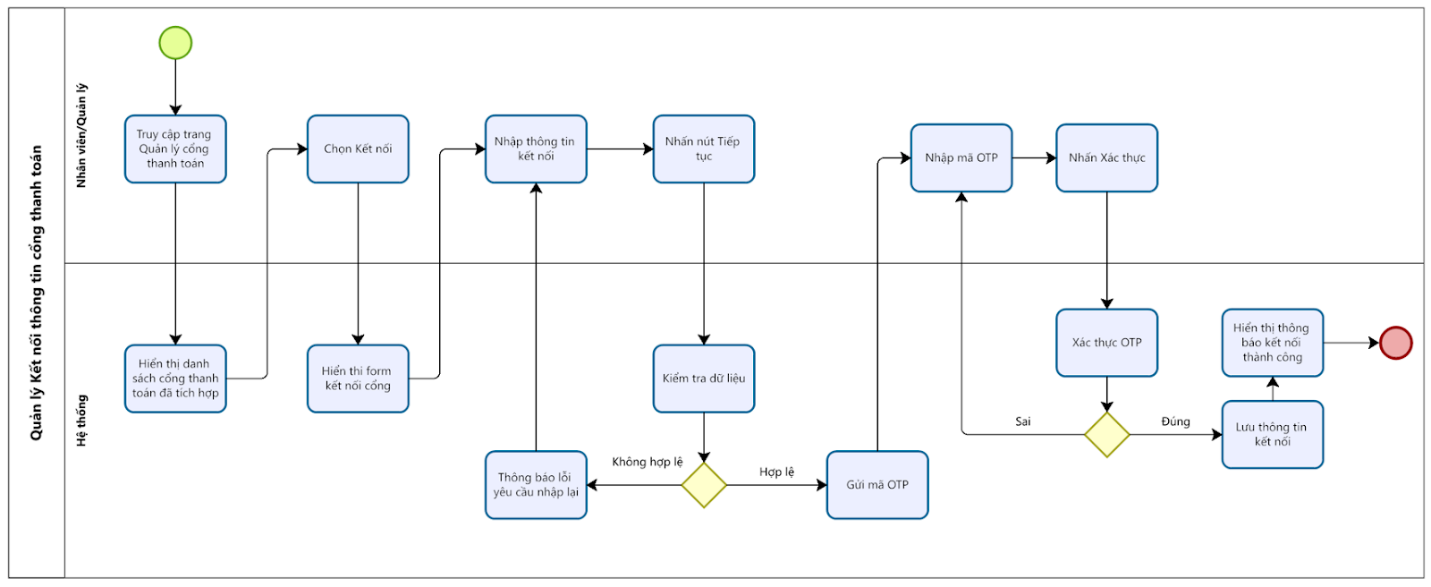 Quản lý Kết nối thông tin cổng thanh toán
Nhân viên/Quản lý
Truy cập trang
Quản lý cổng
thanh toán
Chọn Kết nối
Nhập thông tin
kết nối
Nhấn nút Tiếp
tục
Nhập mã OTP
Nhấn Xác thực
Hệ thống
Hiển thị danh
sách cổng thanh
toán đã tích hợp
Hiển thi form
kết nối cổng
Kiểm tra dữ liệu
Xác thực OTP
Hiển thị thông
báo kết nối
thành công
Sai
Đúng
Lưu thông tin
kết nối
Không hợp lệ
Hợp lệ
Thông báo lỗi
yêu cầu nhập lại
Gửi mã OTP